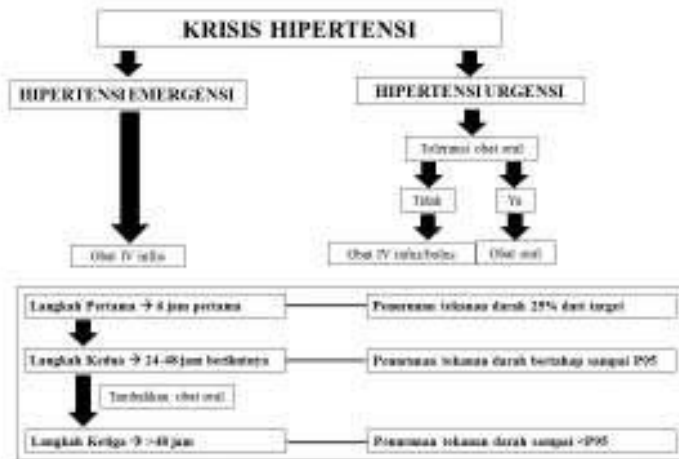 KRISIS HIPERTENSI
HIPERTENSI EMERGENSI
HIPERTENSI URGENSI
Toleransi obat oral
Tidak
Ya
Obat IV infus
Obat IV infus/bolus
Obat oral
Langkah Pertama → 8 jam pertama
Penurunan tekanan darah 25% dari target
Langkah Kedua → 24-48 jam berikutnya
Penurunan tekanan darah bertahap sampai P95
Tambahkan obat oral
Langkah Ketiga → >48 jam
Penurunan tekanan darah sampai <P95